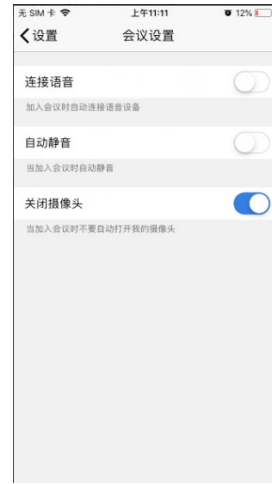 无 SIM 卡 上午11:11 12%
设置 会议设置
连接语音
加入会议时自动连接语音设备
自动静音
当加入会议时自动静音
关闭摄像头
当加入会议时不要自动打开我的摄像头